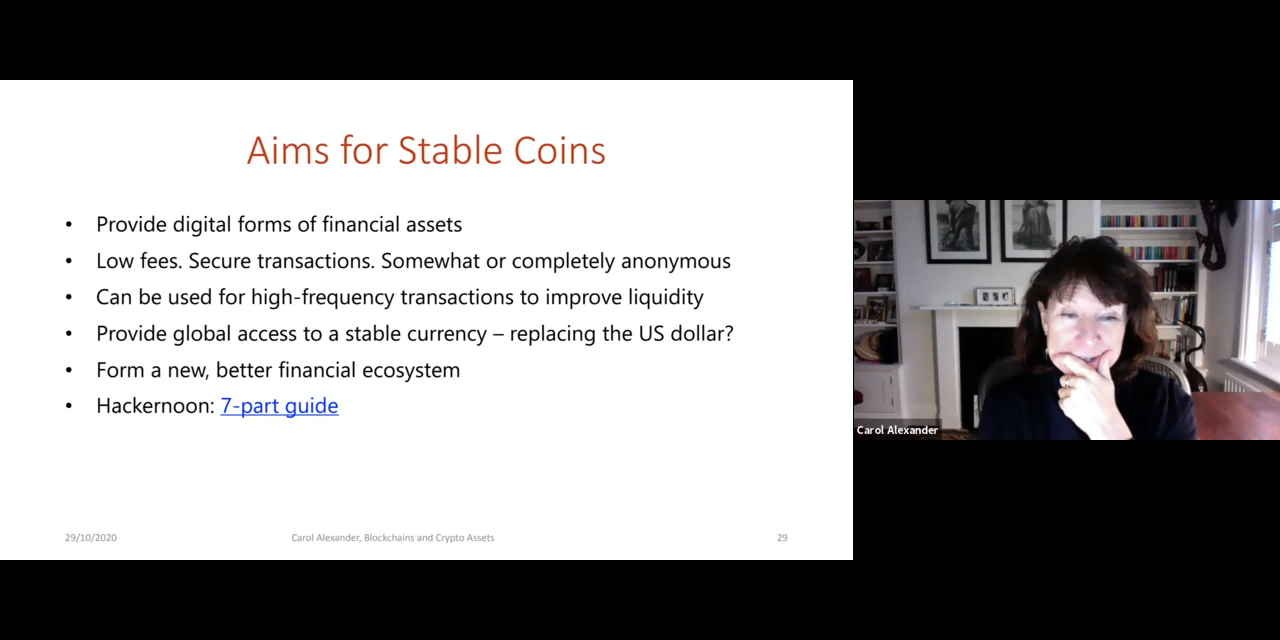 Aims for Stable Coins
• Provide digital forms of financial assets
• Low fees. Secure transactions. Somewhat or completely anonymous
• Can be used for high-frequency transactions to improve liquidity
• Provide global access to a stable currency – replacing the US dollar?
• Form a new, better financial ecosystem
• Hackernoon: 7-part guide
29/10/2020
Carol Alexander, Blockchains and Crypto Assets
29
Carol Alexander